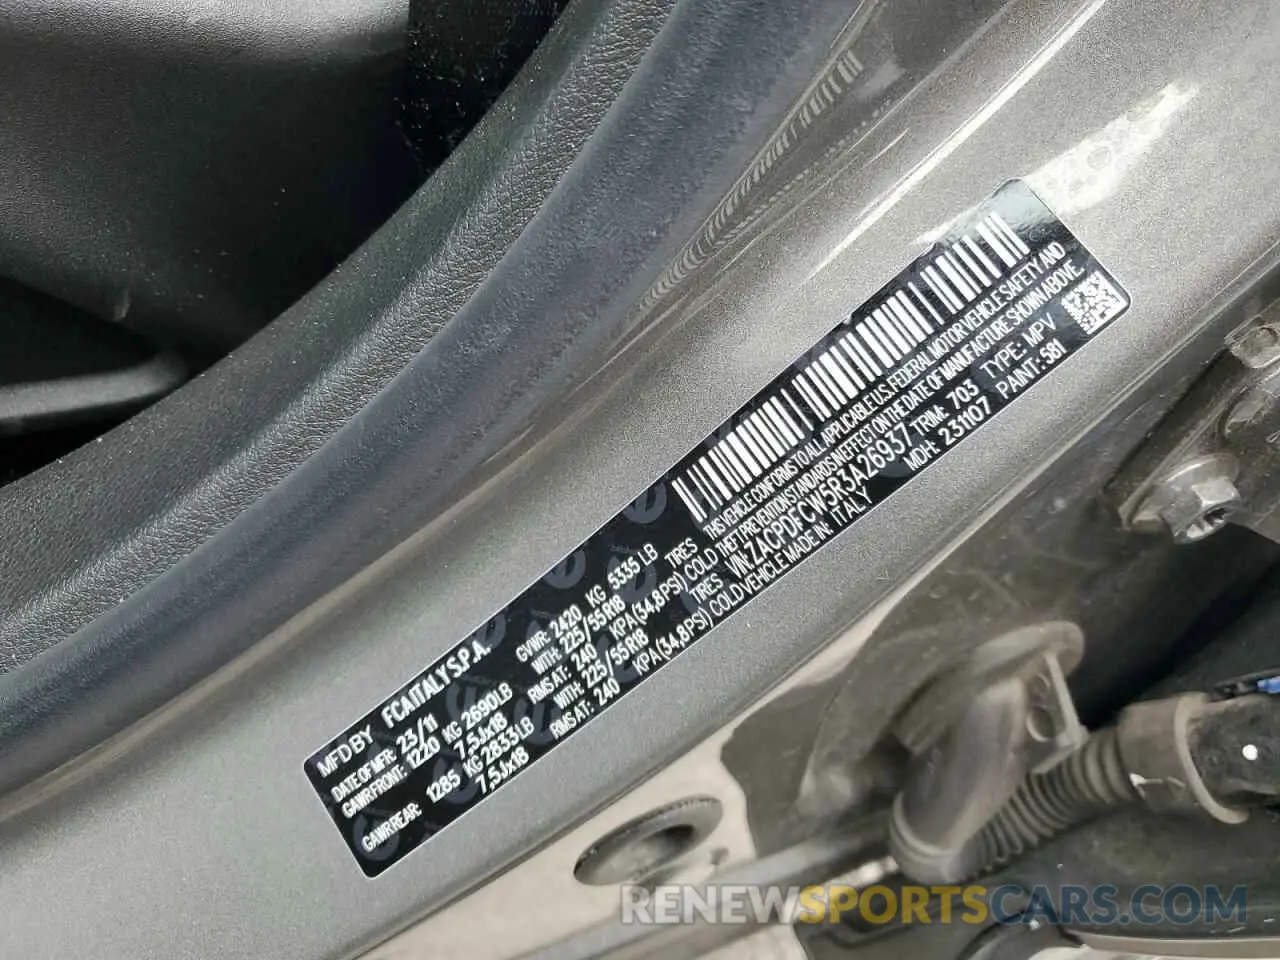 MFD BY FCA ITALY S.P.A.
DATE OF MFR: 23/11 GVWR: 2420 KG 5335 LB
GAWR FRONT: 1220 KG 2690LB WITH: 225/55R18 TIRES
7,5Jx18 RIMS AT: 240 KPA(34,8PSI) COLD
GAWR REAR: 1285 KG 2833LB WITH: 225/55R18 TIRES
7,5Jx18 RIMS AT: 240 KPA(34,8PSI) COLD
THIS VEHICLE CONFORMS TO ALL APPLICABLE U.S. FEDERAL MOTOR VEHICLE SAFETY AND
THEFT PREVENTION STANDARDS IN EFFECT ON THE DATE OF MANUFACTURE SHOWN ABOVE.
VIN: ZACPDFCW5R3A26937 TRIM: 703 TYPE: MPV
VEHICLE MADE IN: ITALY MDH: 231107 PAINT: 581
RENEWSPORTSCARS.COM